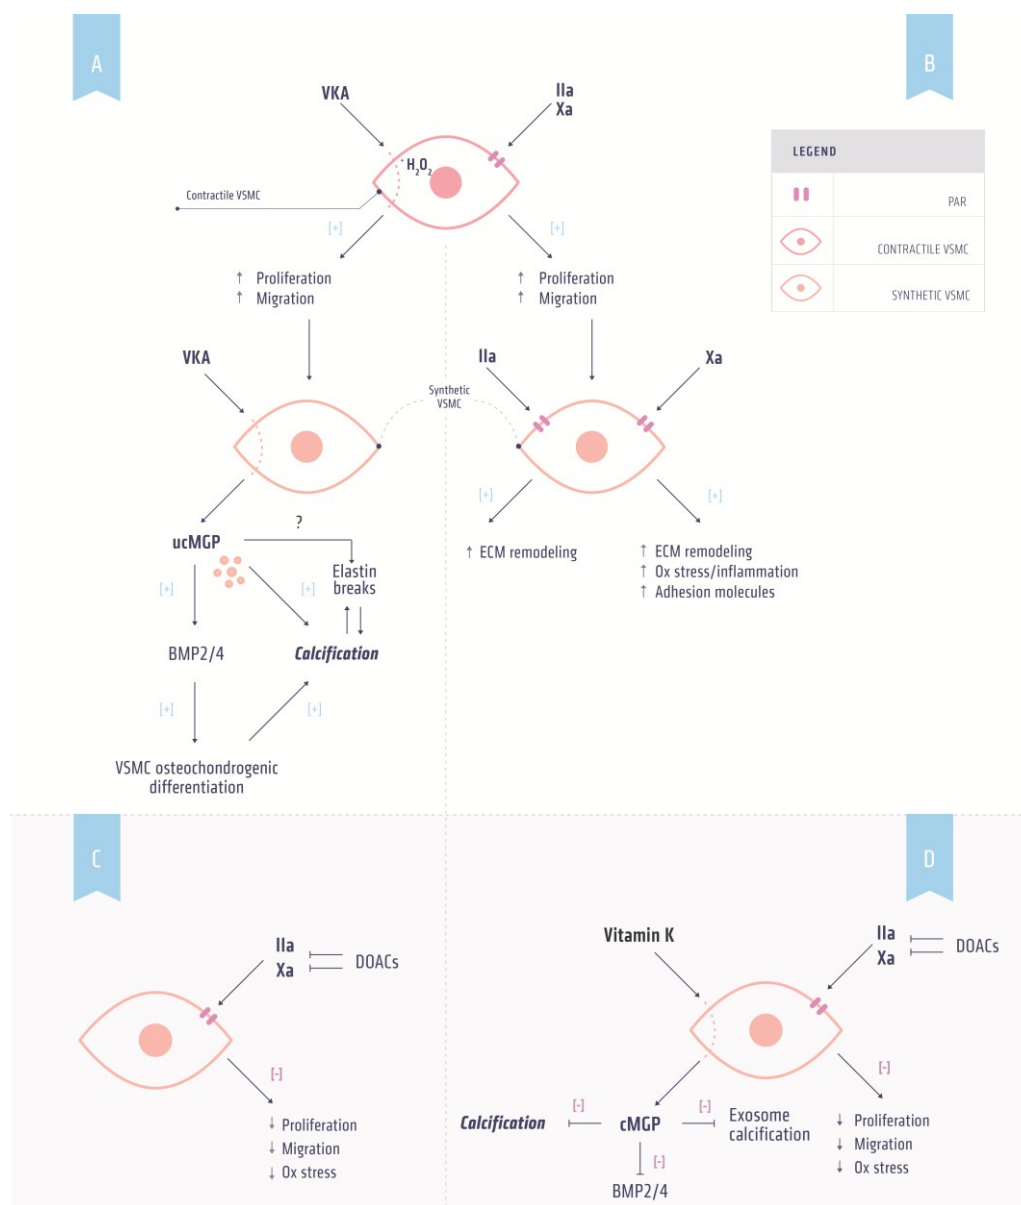 A
B
VKA
IIa
Xa
H2O2
Contractile VSMC
[+]
[+]
↑ Proliferation
↑ Migration
↑ Proliferation
↑ Migration
LEGEND
PAR
CONTRACTILE VSMC
SYNTHETIC VSMC
VKA
Synthetic
VSMC
IIa
Xa
[+]
[+]
ucMGP
?
Elastin
breaks
[+]
[+]
BMP2/4
Calcification
[+]
[+]
VSMC osteochondrogenic
differentiation
↑ ECM remodeling
↑ ECM remodeling
↑ Ox stress/inflammation
↑ Adhesion molecules
C
D
IIa
Xa
DOACs
[-]
↓ Proliferation
↓ Migration
↓ Ox stress
Vitamin K
IIa
Xa
DOACs
[-]
Calcification
[-]
cMGP
[-]
Exosome
calcification
[-]
BMP2/4
↓ Proliferation
↓ Migration
↓ Ox stress